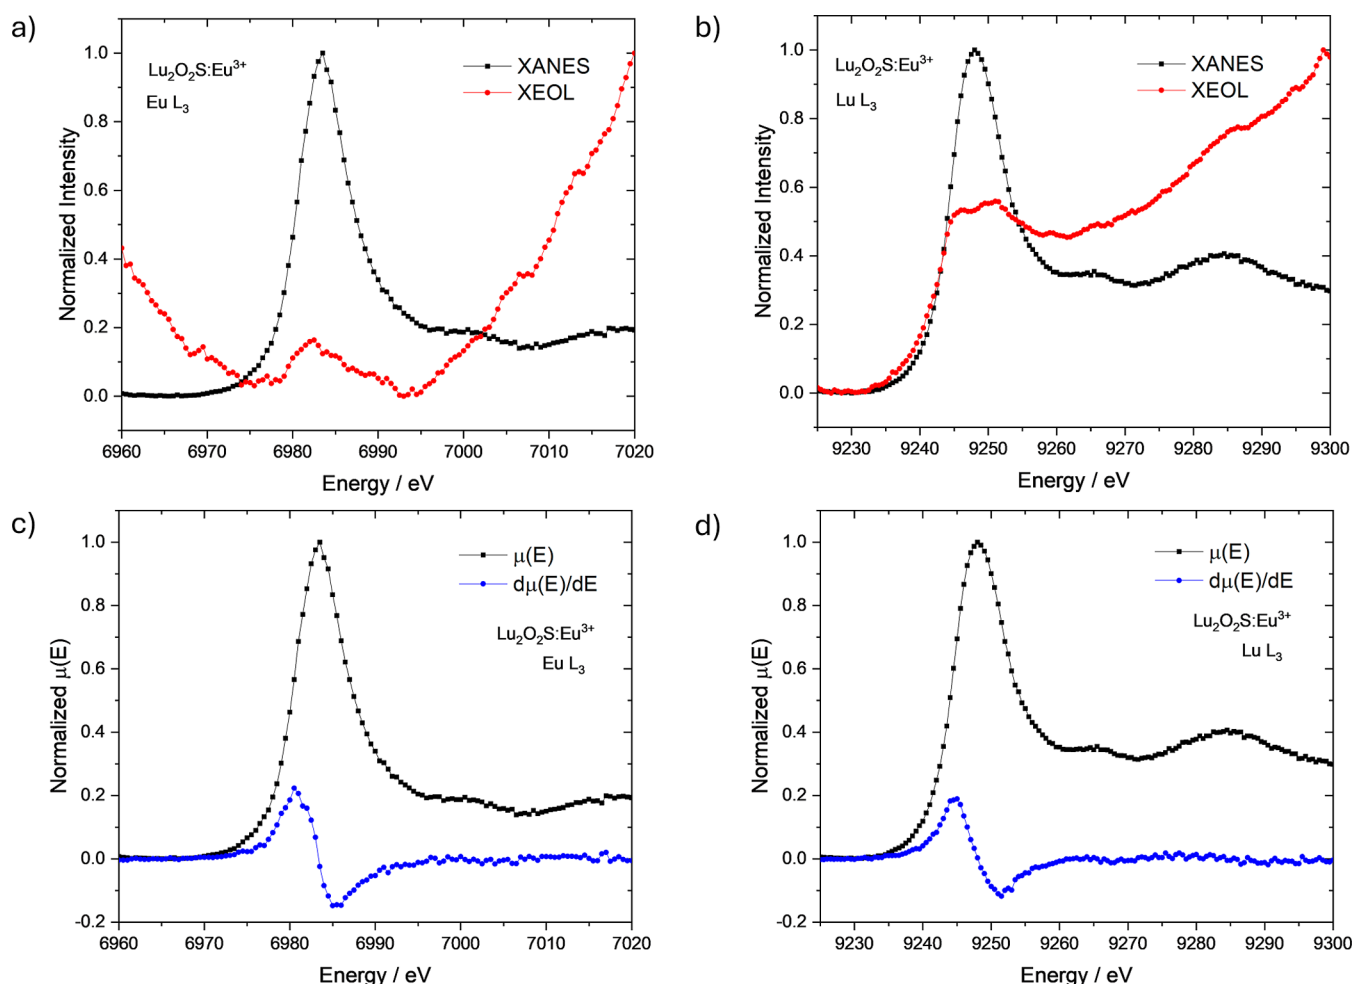 a)
Lu₂O₂S:Eu³⁺
Eu L₃
XANES
XEOL
Normalized Intensity
1.0
0.8
0.6
0.4
0.2
0.0
6960 6970 6980 6990 7000 7010 7020
Energy / eV
b)
Lu₂O₂S:Eu³⁺
Lu L₃
XANES
XEOL
Normalized Intensity
1.0
0.8
0.6
0.4
0.2
0.0
9230 9240 9250 9260 9270 9280 9290 9300
Energy / eV
c)
μ(E)
dμ(E)/dE
Lu₂O₂S:Eu³⁺
Eu L₃
Normalized μ(E)
1.0
0.8
0.6
0.4
0.2
0.0
-0.2
6960 6970 6980 6990 7000 7010 7020
Energy / eV
d)
μ(E)
dμ(E)/dE
Lu₂O₂S:Eu³⁺
Lu L₃
Normalized μ(E)
1.0
0.8
0.6
0.4
0.2
0.0
-0.2
9230 9240 9250 9260 9270 9280 9290 9300
Energy / eV